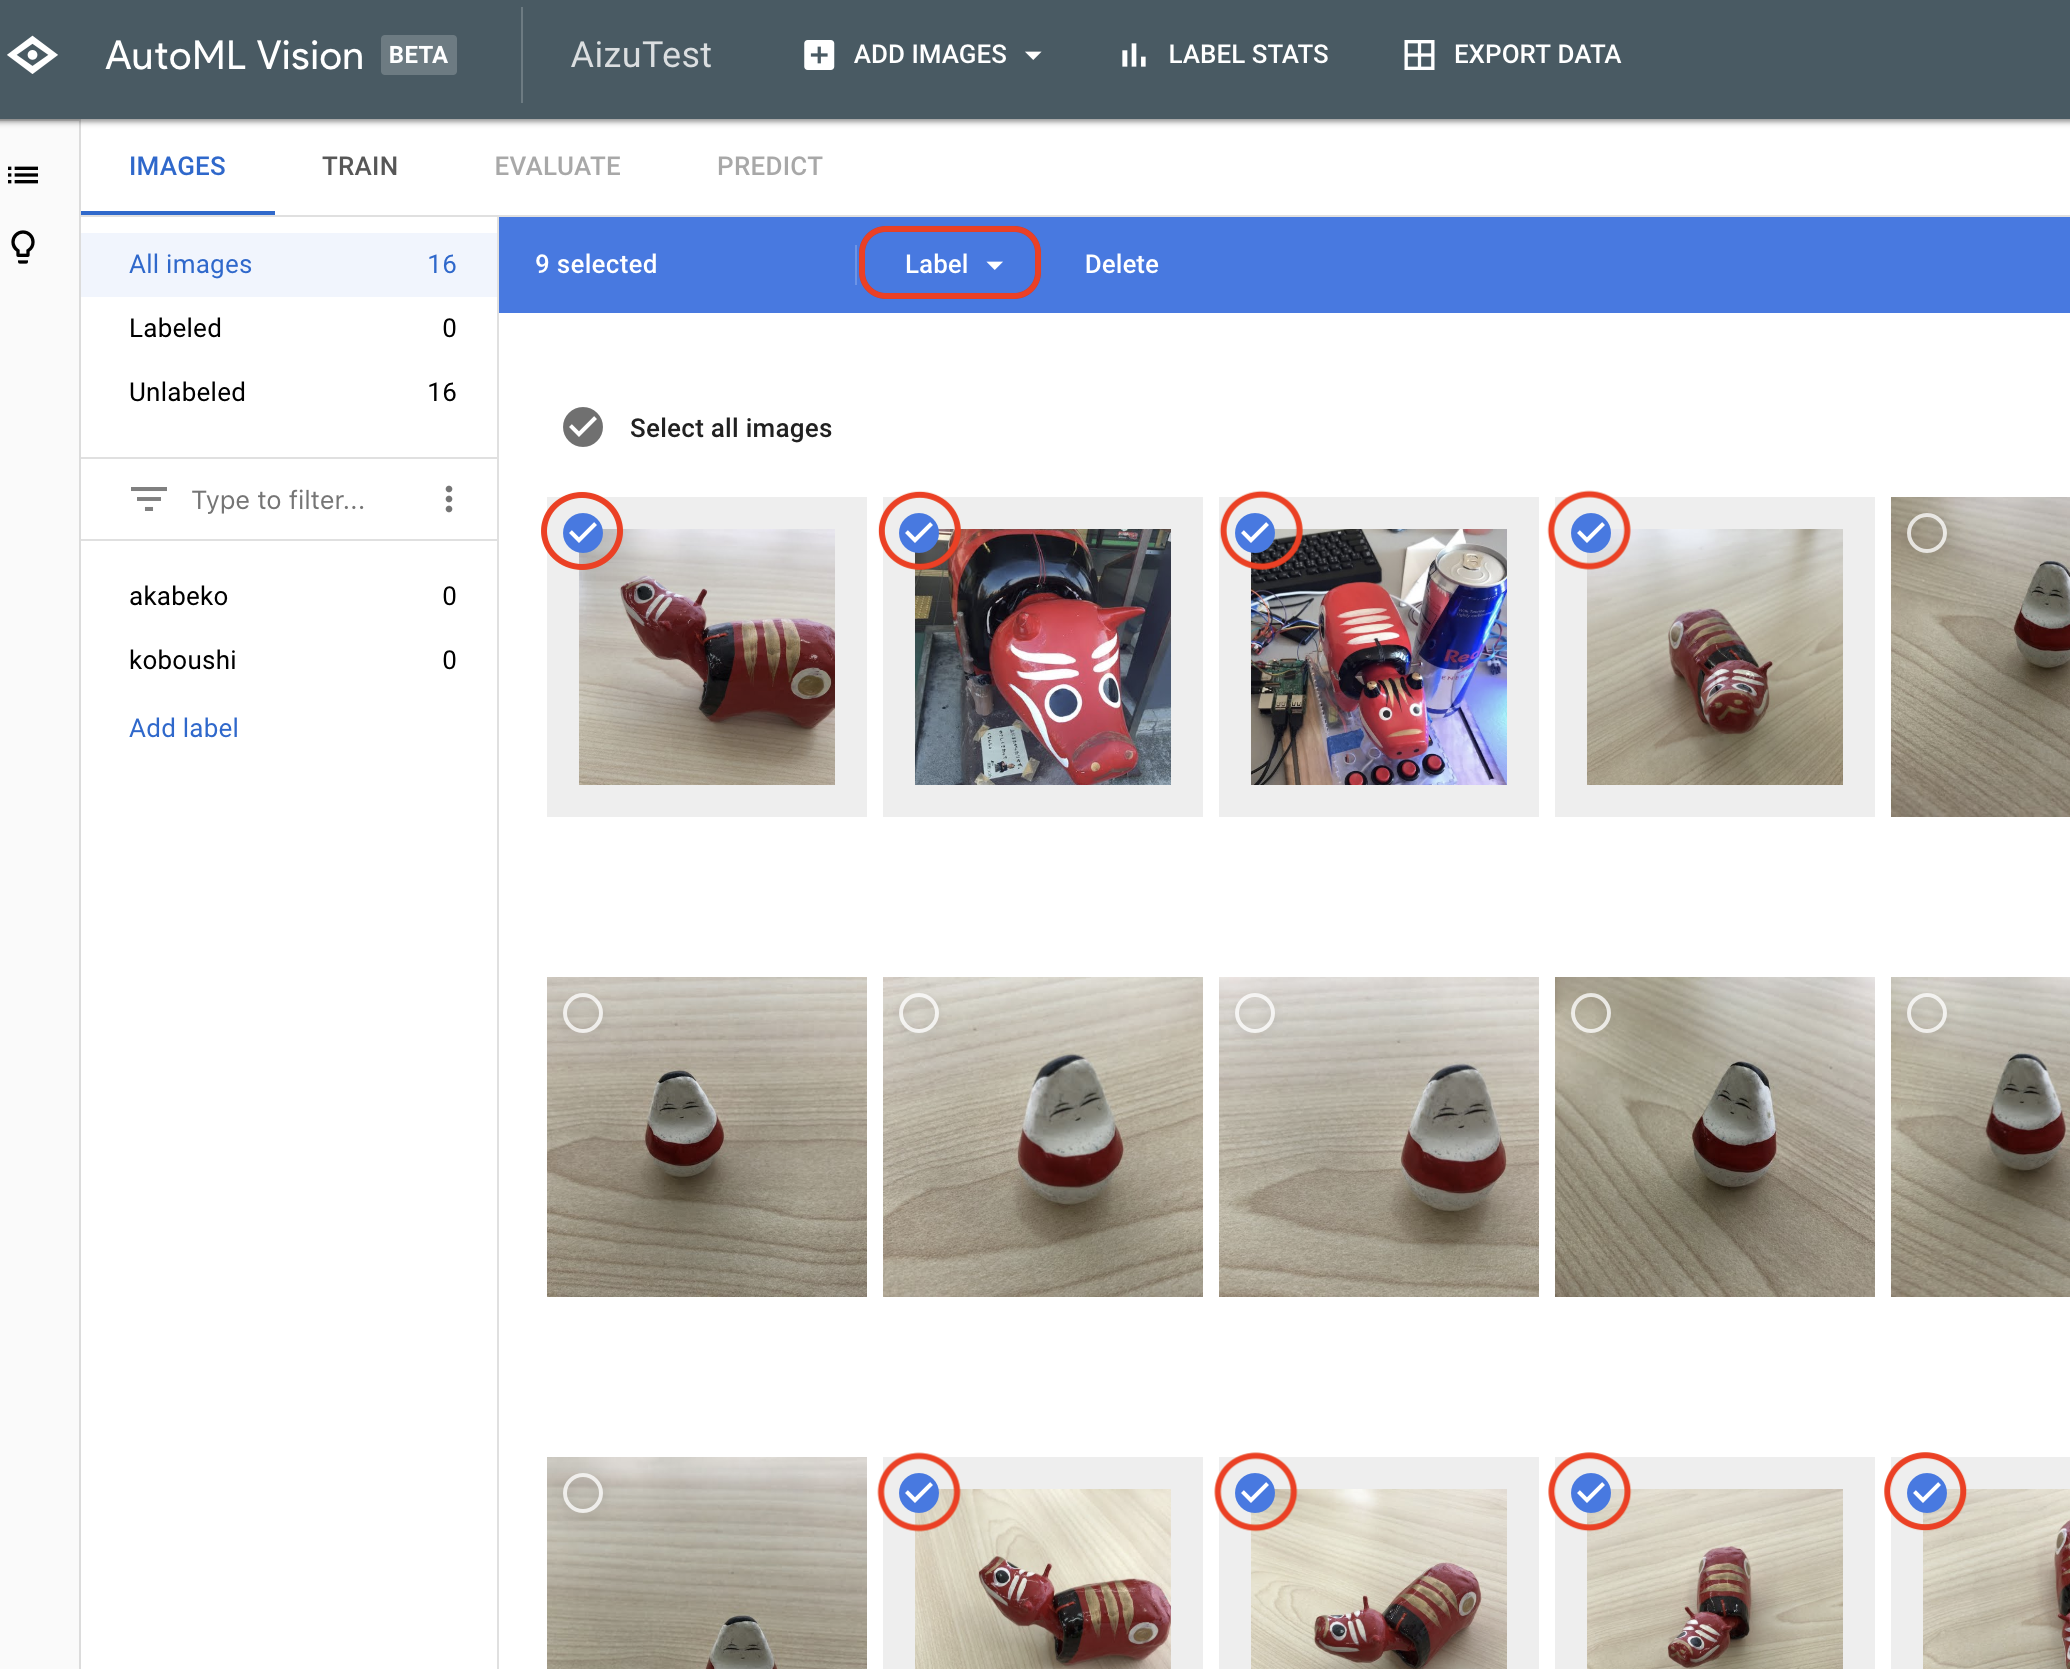 AutoML Vision BETA AizuTest ADD IMAGES LABEL STATS EXPORT DATA
IMAGES TRAIN EVALUATE PREDICT
All images 16
9 selected Label Delete
Labeled 0
Unlabeled 16
Select all images
Type to filter...
akabeko 0
koboushi 0
Add label